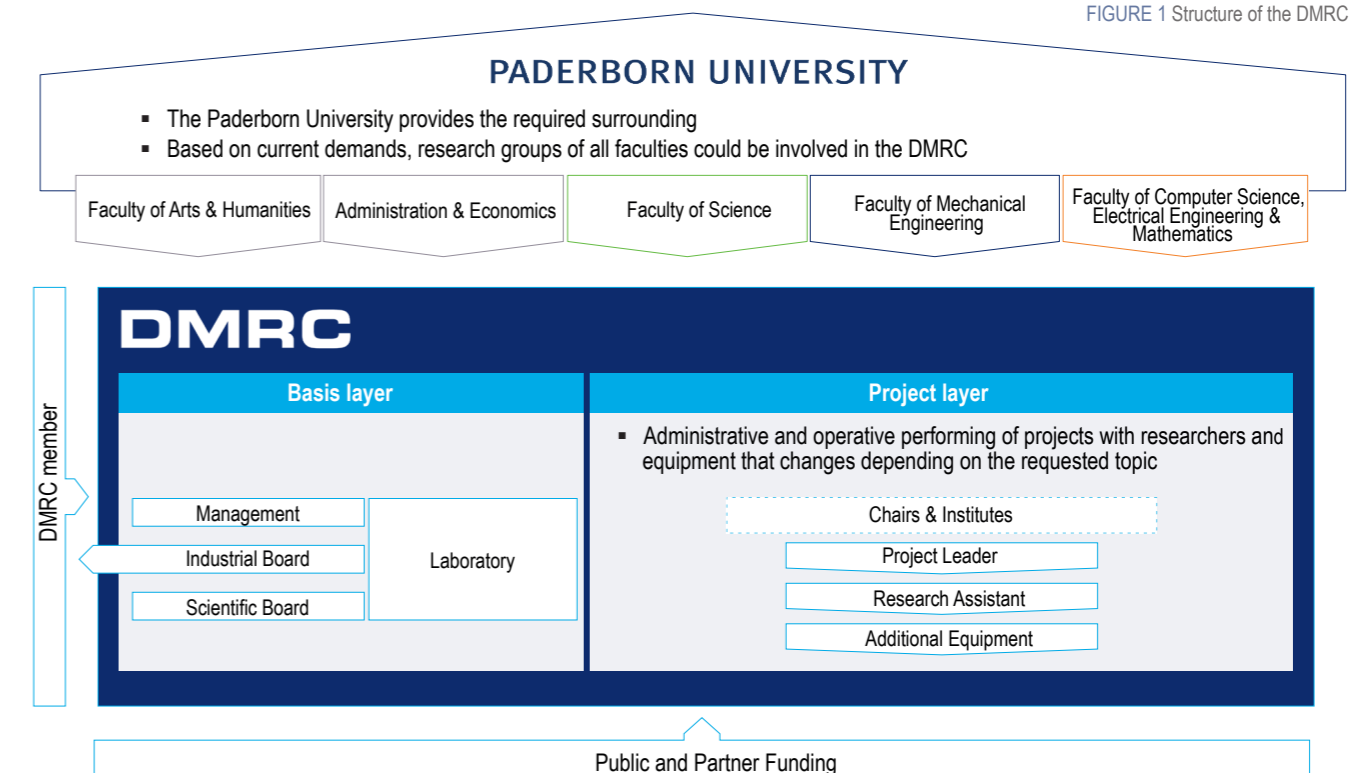 FIGURE 1 Structure of the DMRC
PADERBORN UNIVERSITY
▪ The Paderborn University provides the required surrounding
▪ Based on current demands, research groups of all faculties could be involved in the DMRC
Faculty of Arts & Humanities
Administration & Economics
Faculty of Science
Faculty of Mechanical
Engineering
Faculty of Computer Science,
Electrical Engineering &
Mathematics
DMRC member
DMRC
Basis layer
Management
Industrial Board
Scientific Board
Laboratory
Project layer
▪ Administrative and operative performing of projects with researchers and
equipment that changes depending on the requested topic
Chairs & Institutes
Project Leader
Research Assistant
Additional Equipment
Public and Partner Funding